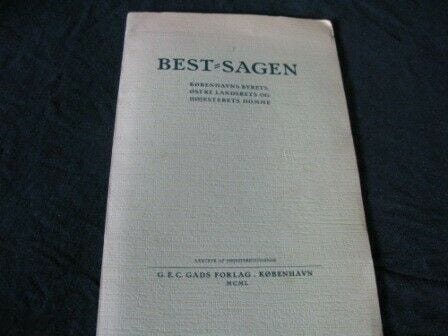 BEST-SAGEN
KØBENHAVNS BYRETS,
ØSTRE LANDSRETS OG
HØJESTERETS DOMME
G. E. C. GADS FORLAG . KØBENHAVN
MCML